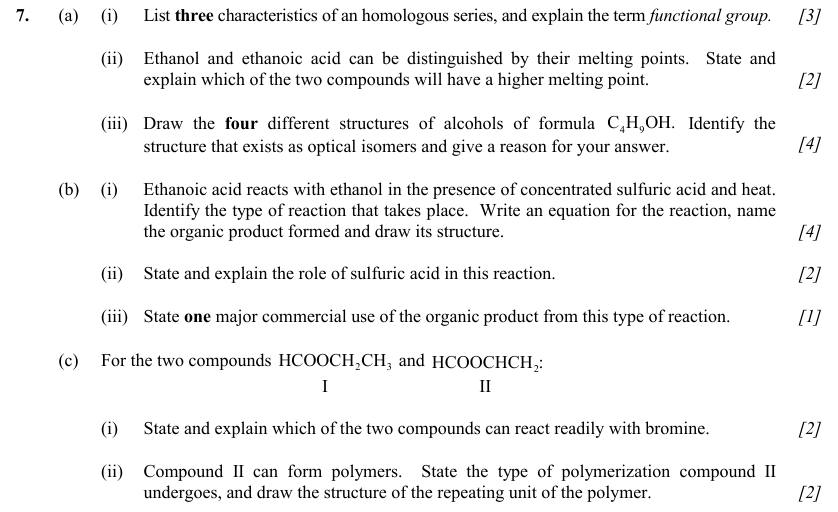 7. (a) (i) List three characteristics of an homologous series, and explain the term functional group. [3]
(ii) Ethanol and ethanoic acid can be distinguished by their melting points. State and
explain which of the two compounds will have a higher melting point. [2]
(iii) Draw the four different structures of alcohols of formula C₄H₉OH. Identify the
structure that exists as optical isomers and give a reason for your answer. [4]
(b) (i) Ethanoic acid reacts with ethanol in the presence of concentrated sulfuric acid and heat.
Identify the type of reaction that takes place. Write an equation for the reaction, name
the organic product formed and draw its structure. [4]
(ii) State and explain the role of sulfuric acid in this reaction. [2]
(iii) State one major commercial use of the organic product from this type of reaction. [1]
(c) For the two compounds HCOOCH₂CH₃ and HCOOCHCH₂:
I II
(i) State and explain which of the two compounds can react readily with bromine. [2]
(ii) Compound II can form polymers. State the type of polymerization compound II
undergoes, and draw the structure of the repeating unit of the polymer. [2]